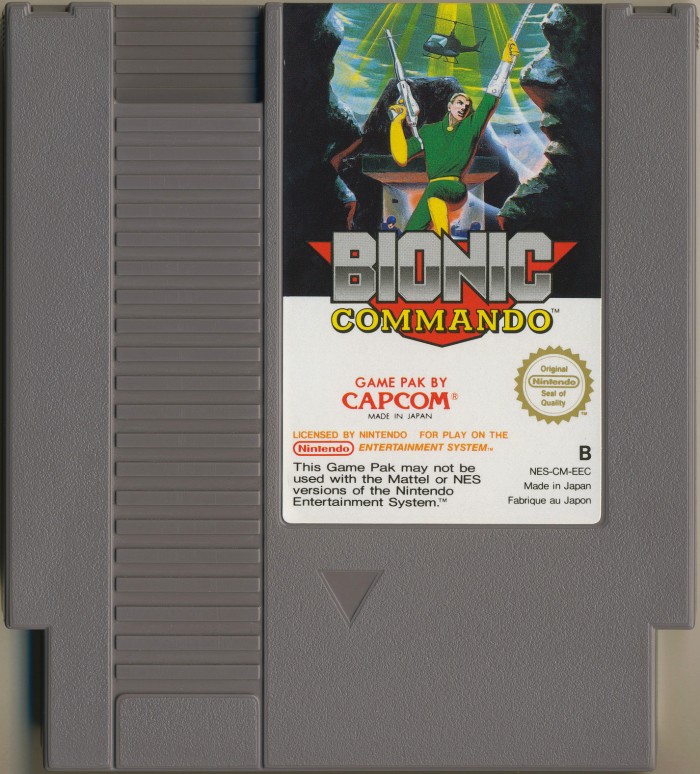 BIONIC
COMMANDO™
GAME PAK BY
CAPCOM®
MADE IN JAPAN
Original
Nintendo
Seal of
Quality
LICENSED BY NINTENDO FOR PLAY ON THE
Nintendo ENTERTAINMENT SYSTEM™
This Game Pak may not be
used with the Mattel or NES
versions of the Nintendo
Entertainment System.™
B
NES-CM-EEC
Made in Japan
Fabrique au Japon